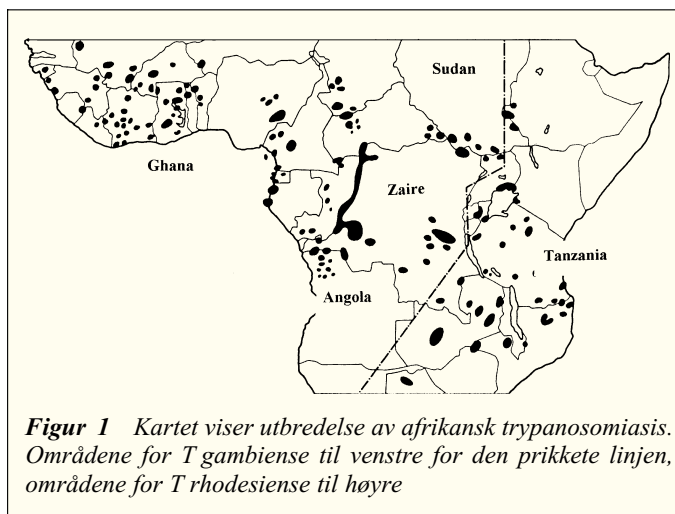 Sudan
Ghana
Zaire
Tanzania
Angola
Figur 1 Kartet viser utbredelse av afrikansk trypanosomiasis.
Områdene for T gambiense til venstre for den prikkete linjen,
områdene for T rhodesiense til høyre